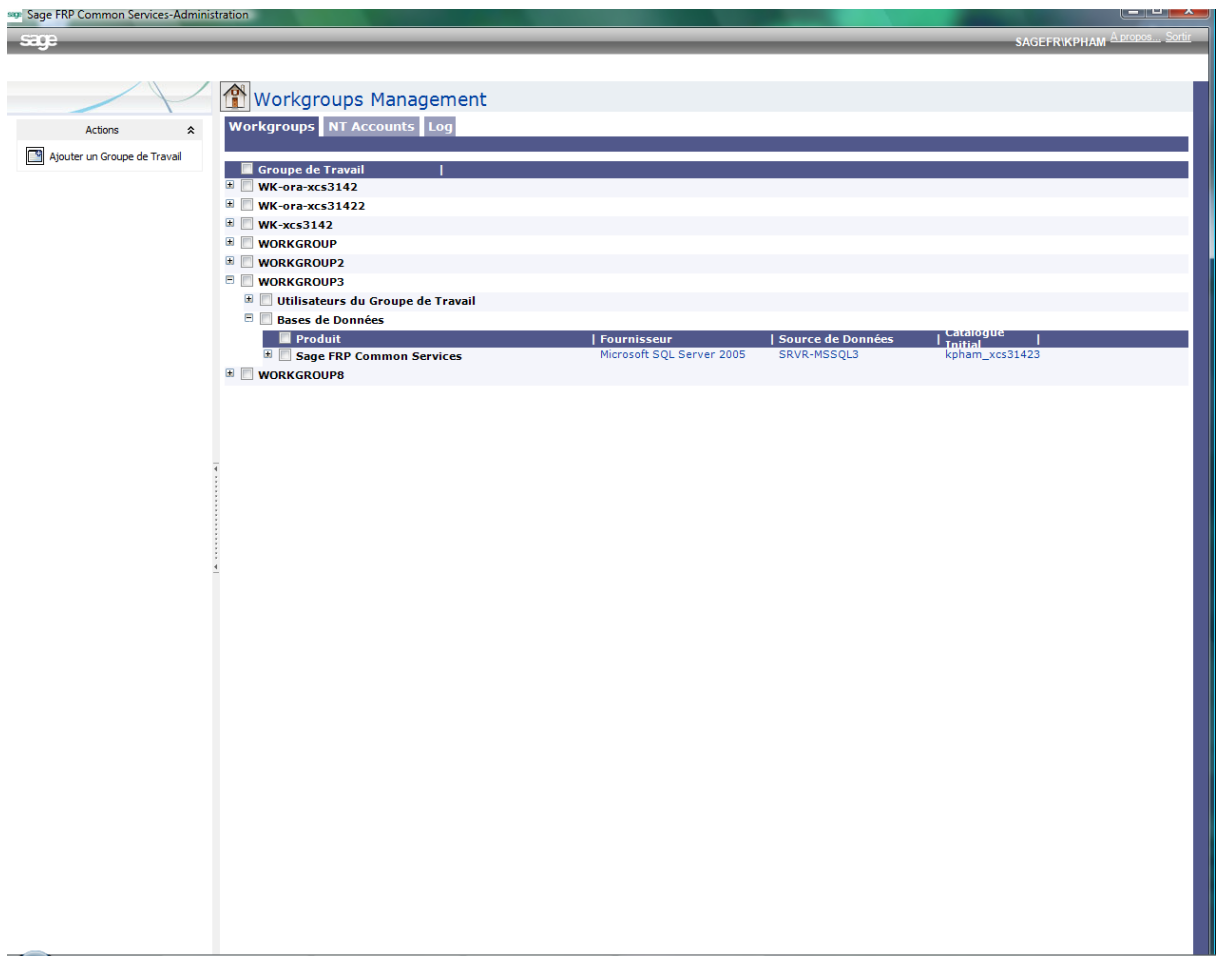 sage Sage FRP Common Services-Administration
sage
SAGEFR\KPHAM A propos... Sortir
Workgroups Management
Actions
Ajouter un Groupe de Travail
Workgroups NT Accounts Log
Groupe de Travail |
WK-ora-xcs3142
WK-ora-xcs31422
WK-xcs3142
WORKGROUP
WORKGROUP2
WORKGROUP3
Utilisateurs du Groupe de Travail
Bases de Données
Produit | Fournisseur | Source de Données | Catalogue Initial |
Sage FRP Common Services Microsoft SQL Server 2005 SRVR-MSSQL3 kpham_xcs31423
WORKGROUP8